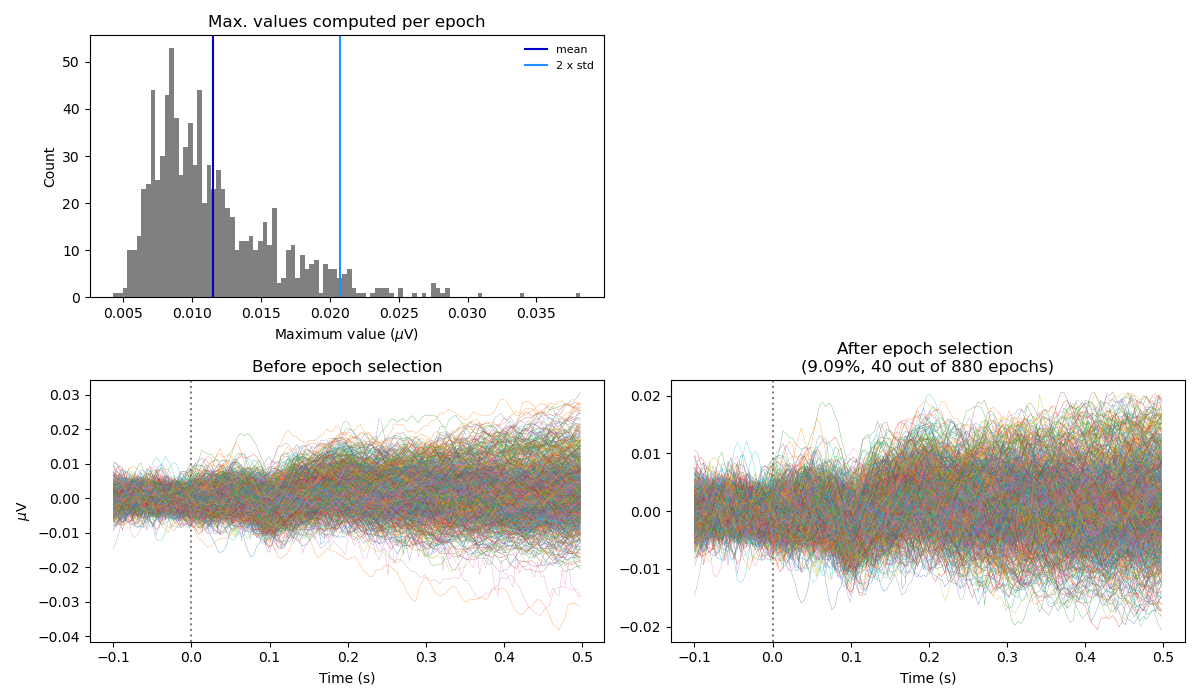 Max. values computed per epoch
mean
2 x std
Count
50
40
30
20
10
0
0.005 0.010 0.015 0.020 0.025 0.030 0.035
Maximum value (μV)
Before epoch selection
μV
0.03
0.02
0.01
0.00
−0.01
−0.02
−0.03
−0.04
−0.1 0.0 0.1 0.2 0.3 0.4 0.5
Time (s)
After epoch selection
(9.09%, 40 out of 880 epochs)
0.02
0.01
0.00
−0.01
−0.02
−0.1 0.0 0.1 0.2 0.3 0.4 0.5
Time (s)